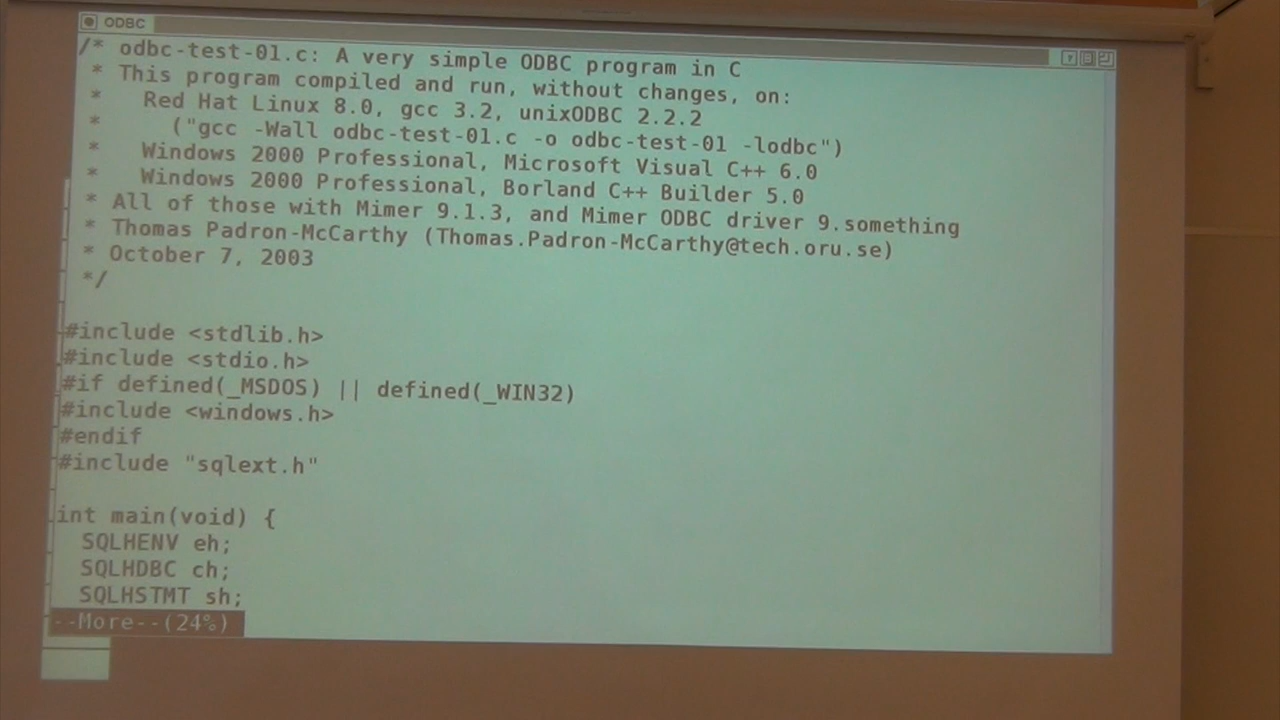 ODBC
/* odbc-test-01.c: A very simple ODBC program in C
 * This program compiled and run, without changes, on:
 *   Red Hat Linux 8.0, gcc 3.2, unixODBC 2.2.2
 *     ("gcc -Wall odbc-test-01.c -o odbc-test-01 -lodbc")
 *   Windows 2000 Professional, Microsoft Visual C++ 6.0
 *   Windows 2000 Professional, Borland C++ Builder 5.0
 * All of those with Mimer 9.1.3, and Mimer ODBC driver 9.something
 * Thomas Padron-McCarthy (Thomas.Padron-McCarthy@tech.oru.se)
 * October 7, 2003
 */
#include <stdlib.h>
#include <stdio.h>
#if defined(_MSDOS) || defined(_WIN32)
#include <windows.h>
#endif
#include "sqlext.h"
int main(void) {
  SQLHENV eh;
  SQLHDBC ch;
  SQLHSTMT sh;
--More--(24%)